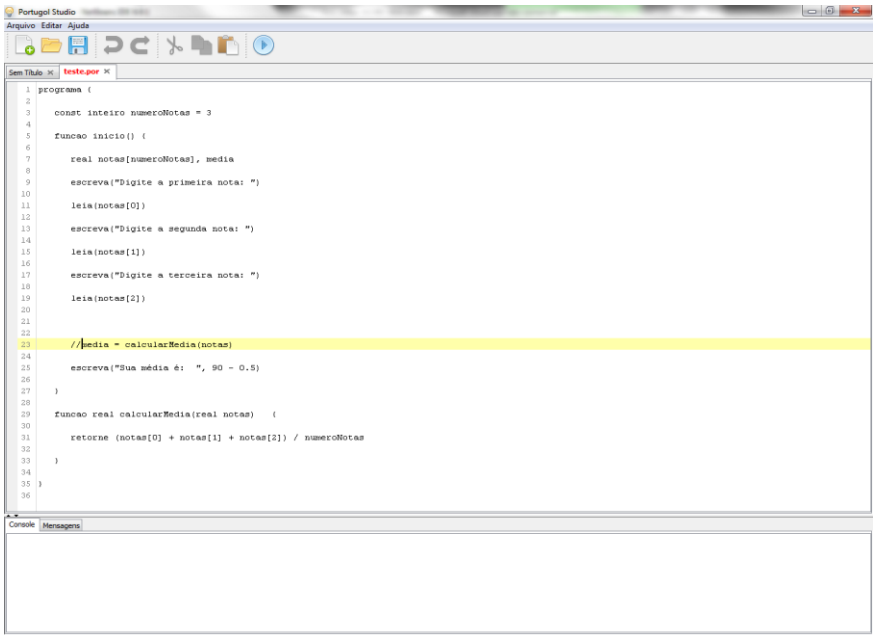 Portugol Studio
Arquivo Editar Ajuda
Sem Título × teste.por ×
1 programa {
2
3 const inteiro numeroNotas = 3
4
5 funcao inicio() {
6
7 real notas[numeroNotas], media
8
9 escreva("Digite a primeira nota: ")
10
11 leia(notas[0])
12
13 escreva("Digite a segunda nota: ")
14
15 leia(notas[1])
16
17 escreva("Digite a terceira nota: ")
18
19 leia(notas[2])
20
21
22
23 //media = calcularMedia(notas)
24
25 escreva("Sua média é:  ", 90 - 0.5)
26
27 }
28
29 funcao real calcularMedia(real notas)   {
30
31 retorne (notas[0] + notas[1] + notas[2]) / numeroNotas
32
33 }
34
35 }
36
Console Mensagens